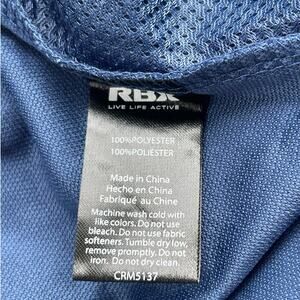 RBX
LIVE LIFE ACTIVE
100%POLYESTER
100%POLIÉSTER
Made in China
Hecho en China
Fabriqué au Chine
Machine wash cold with
like colors. Do not use
bleach. Do not use fabric
softeners. Tumble dry low,
remove promptly. Do not
iron. Do not dry clean.
CRM5137